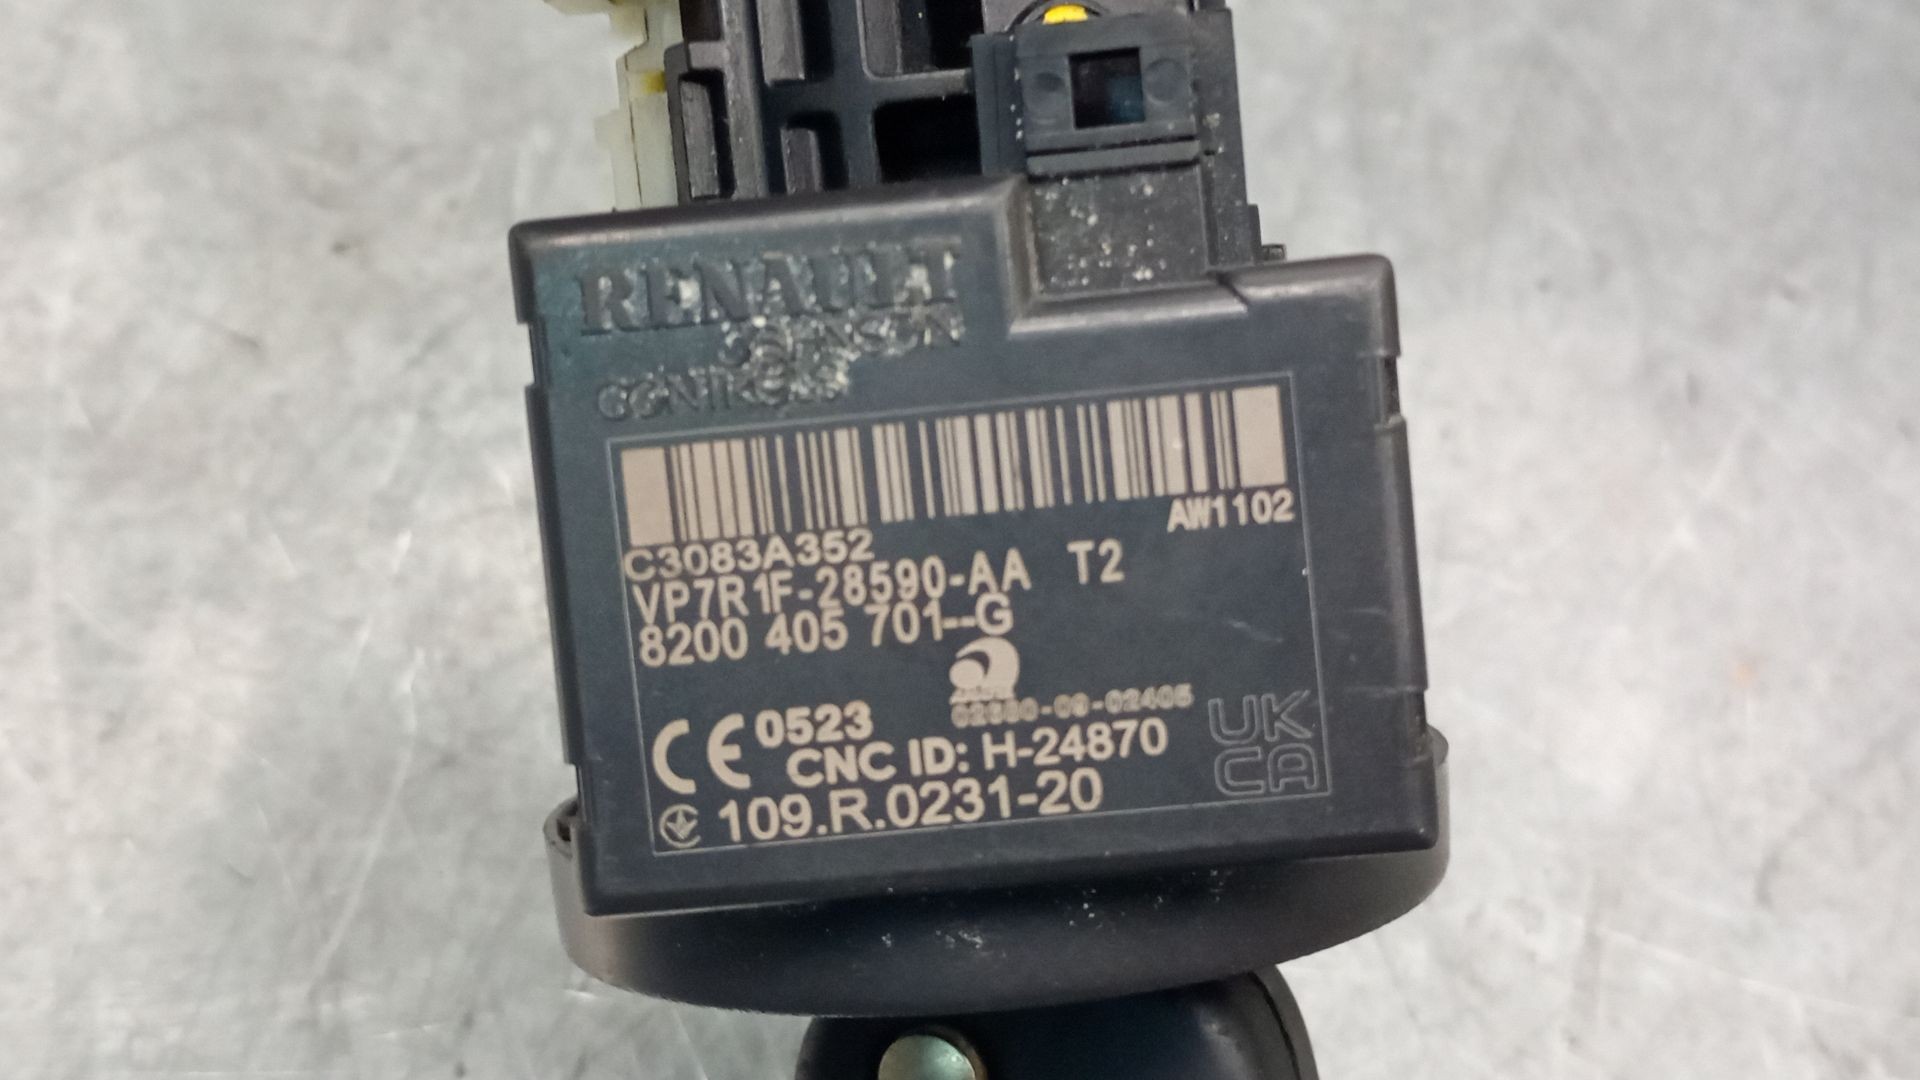 RENAULT
JOHNSON
CONTROLS
AW1102
C3083A352
VP7R1F-28590-AA T2
8200 405 701--G
02580-09-02405
CE 0523
CNC ID: H-24870
UK
CA
109.R.0231-20